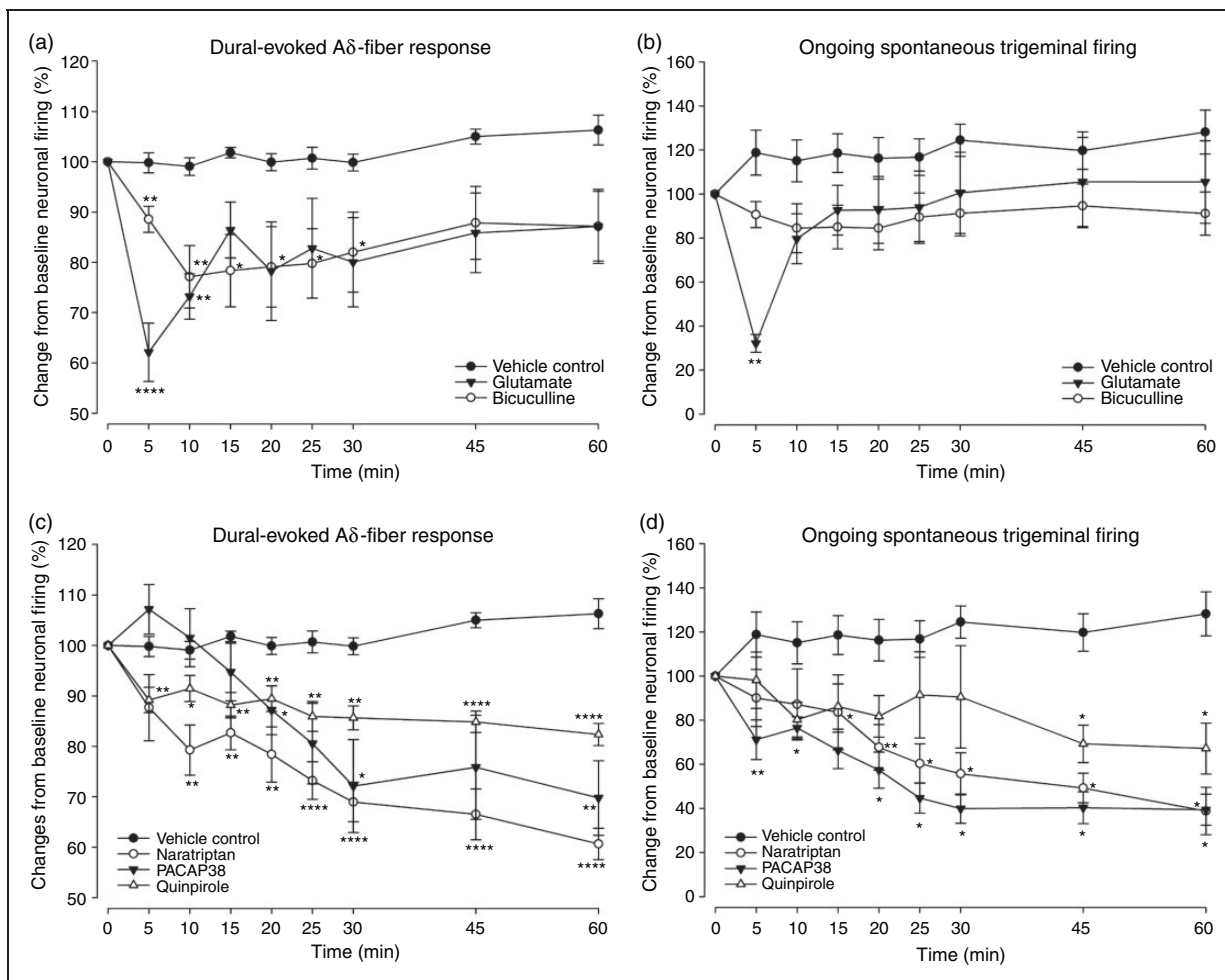 (a)
Dural-evoked Aδ-fiber response
Change from baseline neuronal firing (%)
120
110
100
90
80
70
60
50
**
****
**
**
*
*
*
*
Vehicle control
Glutamate
Bicuculline
0 5 10 15 20 25 30 45 60
Time (min)
(b)
Ongoing spontaneous trigeminal firing
Change from baseline neuronal firing (%)
160
140
120
100
80
60
40
20
0
**
Vehicle control
Glutamate
Bicuculline
0 5 10 15 20 25 30 45 60
Time (min)
(c)
Dural-evoked Aδ-fiber response
Changes from baseline neuronal firing (%)
120
110
100
90
80
70
60
50
** * ** ** ** ** **** ****
* * **
** ** ** **** **** **** ****
Vehicle control
Naratriptan
PACAP38
Quinpirole
0 5 10 15 20 25 30 45 60
Time (min)
(d)
Ongoing spontaneous trigeminal firing
Change from baseline neuronal firing (%)
160
140
120
100
80
60
40
20
0
* *
* ** * * * *
** * * * * * *
Vehicle control
Naratriptan
PACAP38
Quinpirole
0 5 10 15 20 25 30 45 60
Time (min)